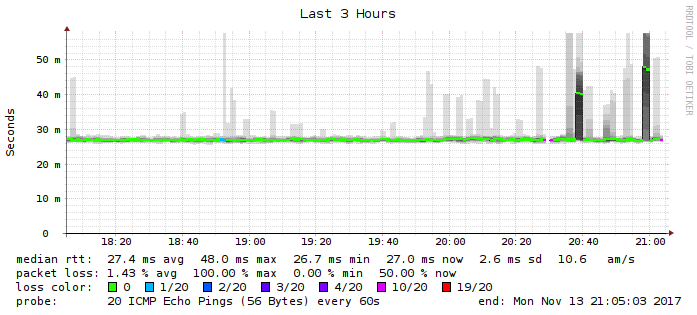 Last 3 Hours
RRDTOOL / TOBI OETIKER
Seconds
50 m
40 m
30 m
20 m
10 m
0
18:20 18:40 19:00 19:20 19:40 20:00 20:20 20:40 21:00
median rtt: 27.4 ms avg 48.0 ms max 26.7 ms min 27.0 ms now 2.6 ms sd 10.6 am/s
packet loss: 1.43 % avg 100.00 % max 0.00 % min 50.00 % now
loss color: 0 1/20 2/20 3/20 4/20 10/20 19/20
probe: 20 ICMP Echo Pings (56 Bytes) every 60s end: Mon Nov 13 21:05:03 2017